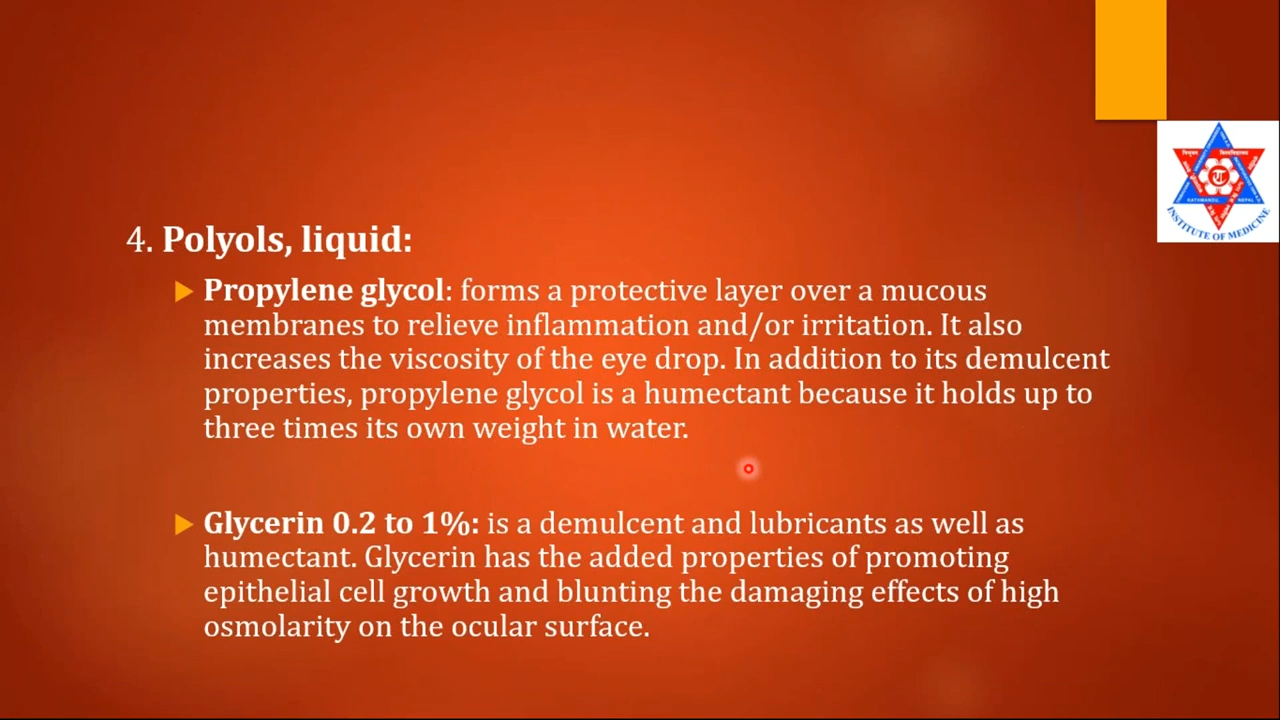 4. Polyols, liquid:
Propylene glycol: forms a protective layer over a mucous
membranes to relieve inflammation and/or irritation. It also
increases the viscosity of the eye drop. In addition to its demulcent
properties, propylene glycol is a humectant because it holds up to
three times its own weight in water.
Glycerin 0.2 to 1%: is a demulcent and lubricants as well as
humectant. Glycerin has the added properties of promoting
epithelial cell growth and blunting the damaging effects of high
osmolarity on the ocular surface.
KATHMANDU, NEPAL
INSTITUTE OF MEDICINE